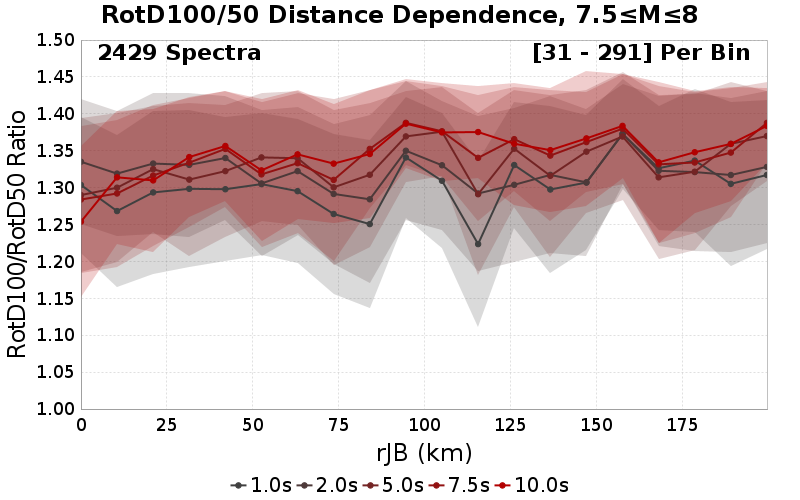 RotD100/50 Distance Dependence, 7.5≤M≤8
2429 Spectra
[31 - 291] Per Bin
RotD100/RotD50 Ratio
1.50
1.45
1.40
1.35
1.30
1.25
1.20
1.15
1.10
1.05
1.00
0 25 50 75 100 125 150 175
rJB (km)
1.0s 2.0s 5.0s 7.5s 10.0s